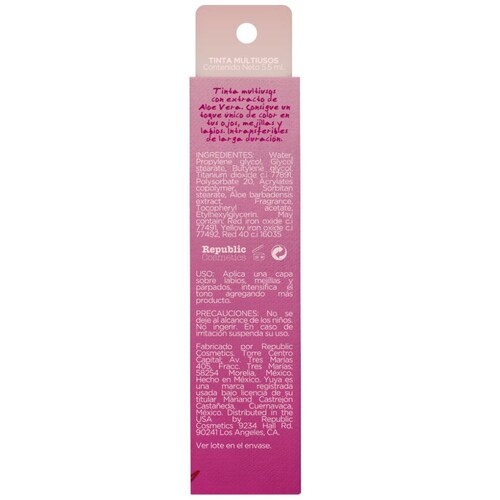 TINTA MULTIUSOS
Contenido Neto 5.5 ml
Tinta multiusos
con extracto de
Aloe Vera. Consigue un
toque único de color en
tus ojos, mejillas y
labios. Intransferibles
de larga duración.
INGREDIENTES: Water,
Propylene glycol, Glycol
stearate, Butylene glycol,
Titanium dioxide c.i 77891,
Polysorbate 20, Acrylates
copolymer, Sorbitan
stearate, Aloe barbadensis
extract, Fragrance,
Tocopheryl acetate,
Etylhoxylglycerin. May
contain: Red iron oxide c.i
77491, Yellow iron oxide c.i
77492, Red 40 c.i 16035
Republic
Cosmetics
USO: Aplica una capa
sobre labios, mejillas y
párpados, intensifica el
tono agregando más
producto.
PRECAUCIONES: No se
deje al alcance de los niños.
No ingerir. En caso de
irritación suspenda su uso.
Fabricado por Republic
Cosmetics, Torre Centro
Capital; Av. Tres Marías
405, Fracc. Tres Marías;
58254 Morelia, México.
Hecho en México. Yuya es
una marca registrada
usada bajo licencia de su
titular Mariand Castrejón
Castañeda, Cuernavaca,
México. Distributed in the
USA by Republic
Cosmetics 9234 Hall Rd.
90241 Los Angeles, CA.
Ver lote en el envase.